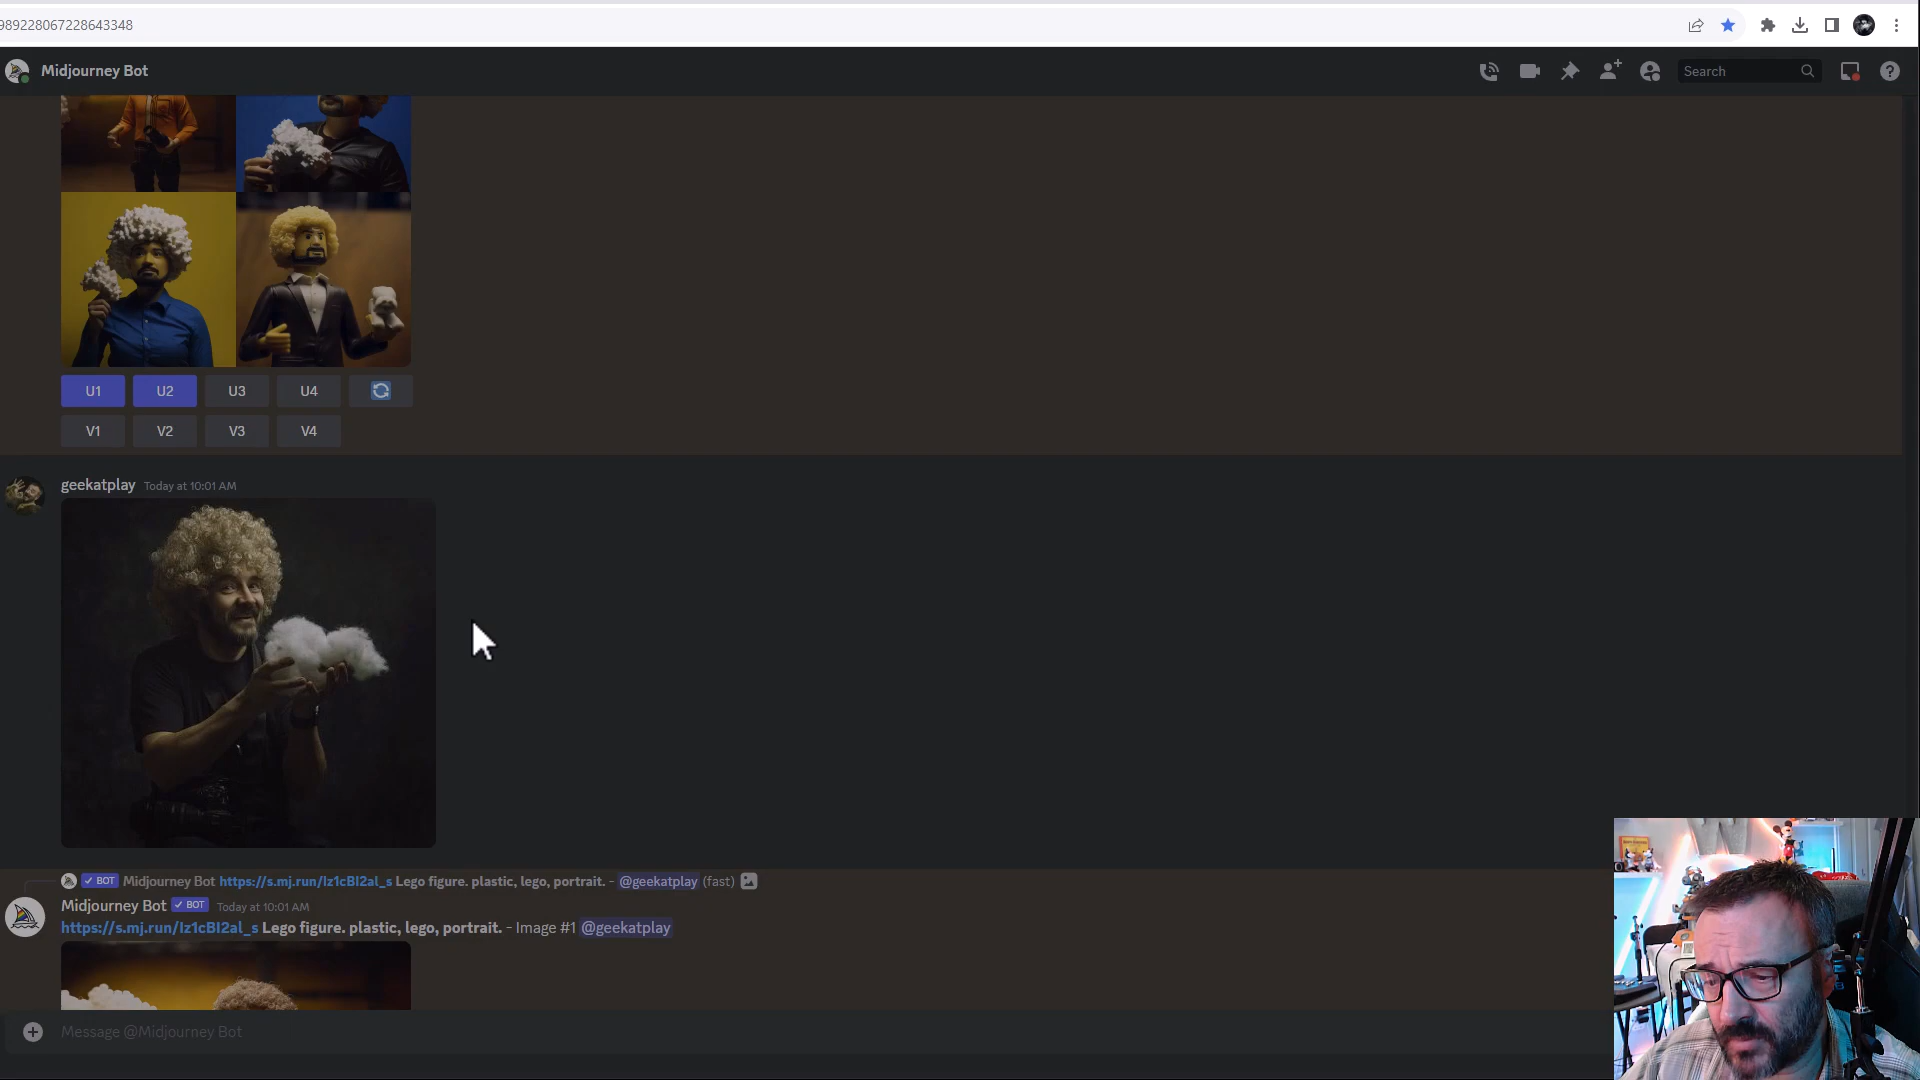 989228067228643348
Midjourney Bot
Search
U1 U2 U3 U4
V1 V2 V3 V4
geekatplay Today at 10:01 AM
✓ BOT Midjourney Bot https://s.mj.run/Iz1cBI2al_s Lego figure. plastic, lego, portrait. - @geekatplay (fast)
Midjourney Bot ✓ BOT Today at 10:01 AM
https://s.mj.run/Iz1cBI2al_s Lego figure. plastic, lego, portrait. - Image #1 @geekatplay
Message @Midjourney Bot